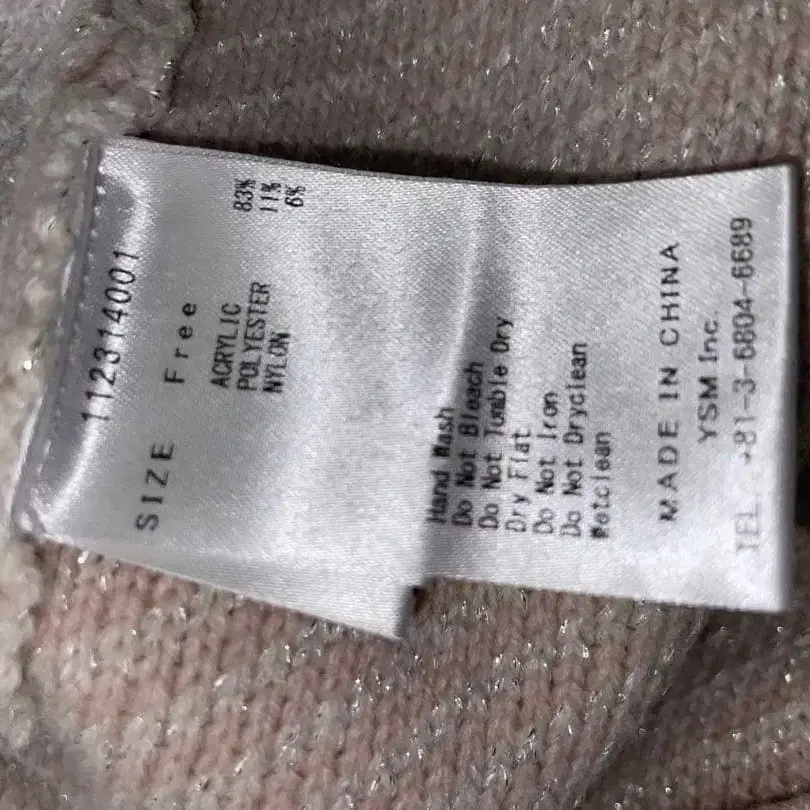 112314001
SIZE Free
ACRYLIC 83%
POLYESTER 11%
NYLON 6%
Hand Wash
Do Not Bleach
Do Not Tumble Dry
Dry Flat
Do Not Iron
Do Not Dryclean
Wetclean
MADE IN CHINA
YSM Inc.
TEL. +81-3-6804-6689